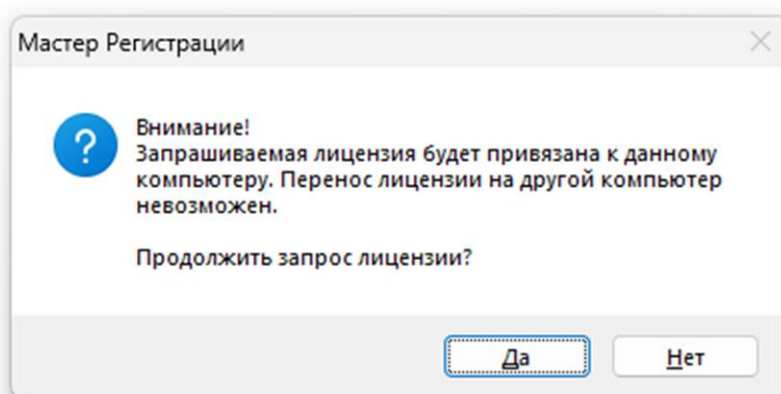 Мастер Регистрации
Внимание!
Запрашиваемая лицензия будет привязана к данному
компьютеру. Перенос лицензии на другой компьютер
невозможен.
Продолжить запрос лицензии?
Да
Нет